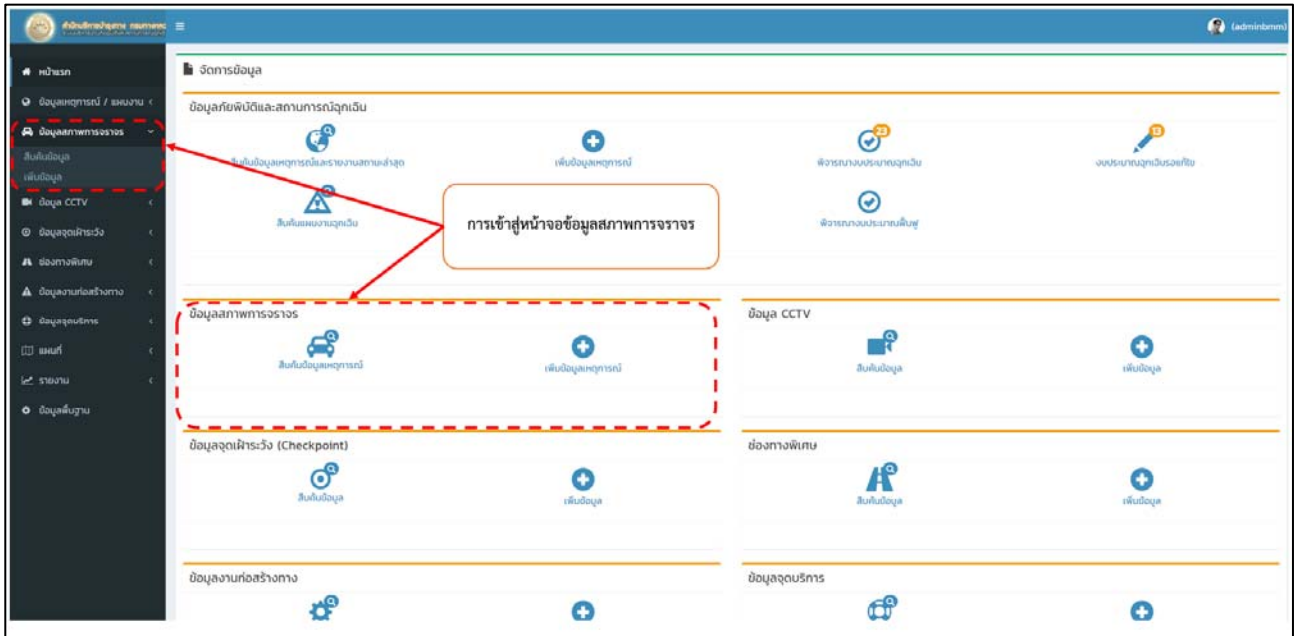 สำนักบริหารบำรุงทาง กรมทางหล
(adminbmm)
หน้าแรก
ข้อมูลเหตุการณ์ / แผนงาน
ข้อมูลสภาพการจราจร
สืบค้นข้อมูล
เพิ่มข้อมูล
ข้อมูล CCTV
ข้อมูลจุดเฝ้าระวัง
ช่องทางพิเศษ
ข้อมูลงานก่อสร้างทาง
ข้อมูลจุดบริการ
แผนที่
รายงาน
ข้อมูลพื้นฐาน
จัดการข้อมูล
ข้อมูลภัยพิบัติและสถานการณ์ฉุกเฉิน
23
13
สืบค้นข้อมูลเหตุการณ์และรายงานสถานะล่าสุด
เพิ่มข้อมูลเหตุการณ์
พิจารณางบประมาณฉุกเฉิน
งบประมาณฉุกเฉินรอแก้ไข
สืบค้นแผนงานฉุกเฉิน
พิจารณางบประมาณฟื้นฟู
การเข้าสู่หน้าจอข้อมูลสภาพการจราจร
ข้อมูลสภาพการจราจร
สืบค้นข้อมูลเหตุการณ์
เพิ่มข้อมูลเหตุการณ์
ข้อมูล CCTV
สืบค้นข้อมูล
เพิ่มข้อมูล
ข้อมูลจุดเฝ้าระวัง (Checkpoint)
สืบค้นข้อมูล
เพิ่มข้อมูล
ช่องทางพิเศษ
สืบค้นข้อมูล
เพิ่มข้อมูล
ข้อมูลงานก่อสร้างทาง
ข้อมูลจุดบริการ